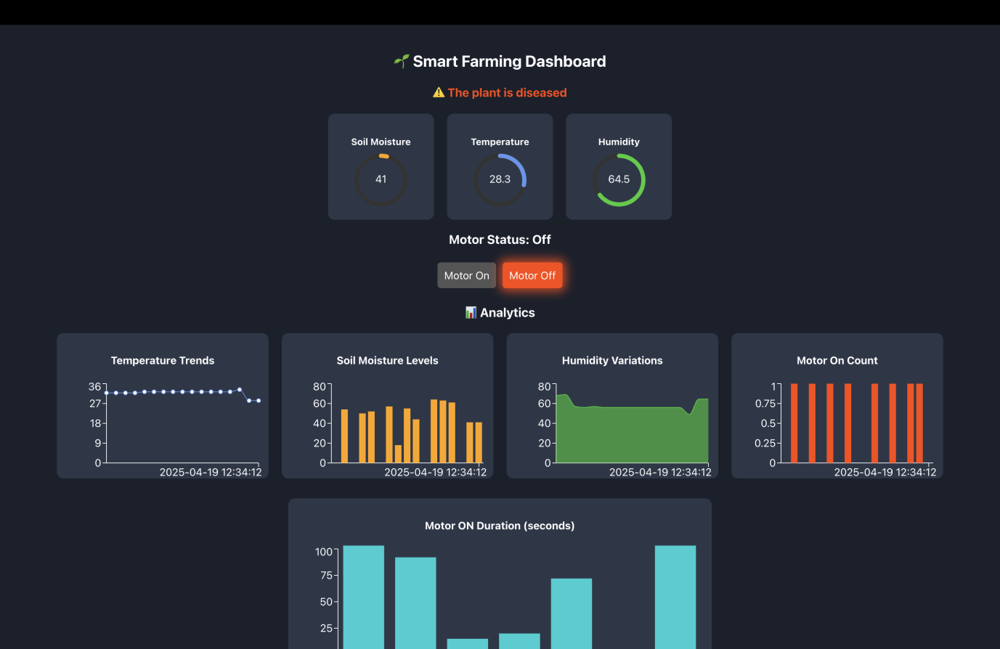 🌱 Smart Farming Dashboard
⚠️ The plant is diseased
Soil Moisture
41
Temperature
28.3
Humidity
64.5
Motor Status: Off
Motor On
Motor Off
📊 Analytics
Temperature Trends
36
27
18
9
0
2025-04-19 12:34:12
Soil Moisture Levels
80
60
40
20
0
2025-04-19 12:34:12
Humidity Variations
80
60
40
20
0
2025-04-19 12:34:12
Motor On Count
1
0.75
0.5
0.25
0
2025-04-19 12:34:12
Motor ON Duration (seconds)
100
75
50
25